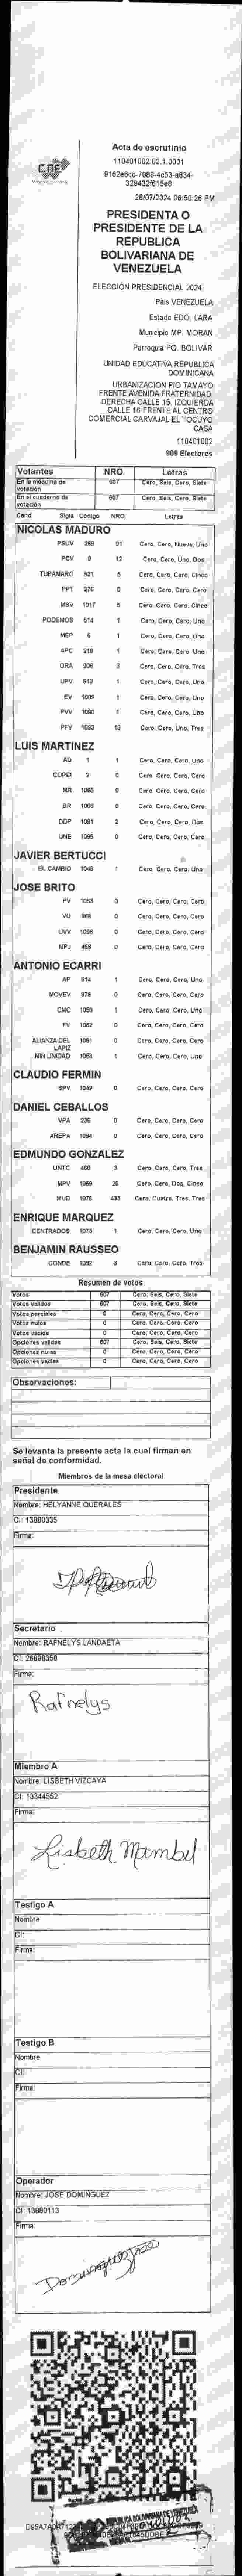 Acta de escrutinio
110401002.02.1.0001
329432f615e8
28/07/2024 06:50:26 PM
CNE
PRESIDENTA O
PRESIDENTE DE LA
REPUBLICA
BOLIVARIANA DE
VENEZUELA
ELECCIÓN PRESIDENCIAL 2024
Pais VENEZUELA
Estado EDO. LARA
Municipio MP. MORAN
Parroquia PQ. BOLIVAR
UNIDAD EDUCATIVA REPUBLICA
DOMINICANA
URBANIZACION PIO TAMAYO
FRENTE AVENIDA FRATERNIDAD.
DERECHA CALLE 15. IZQUIERDA
CALLE 16 FRENTE AL CENTRO
COMERCIAL CARVAJAL EL TOCUYO
CASA
110401002
909 Electores
Votantes NRO. Letras
En la máquina de votación 607 Cero, Seis, Cero, Siete
En el cuaderno de votación 607 Cero, Seis, Cero, Siete
Cand Sigla Código NRO. Letras
NICOLAS MADURO
PSUV 269 91 Cero, Cero, Nueve, Uno
PCV 9 12 Cero, Cero, Uno, Dos
TUPAMARO 931 5 Cero, Cero, Cero, Cinco
PPT 276 0 Cero, Cero, Cero, Cero
MSV 1017 5 Cero, Cero, Cero, Cinco
PODEMOS 514 1 Cero, Cero, Cero, Uno
MEP 6 1 Cero, Cero, Cero, Uno
APC 218 1 Cero, Cero, Cero, Uno
ORA 906 3 Cero, Cero, Cero, Tres
UPV 512 1 Cero, Cero, Cero, Uno
EV 1089 1 Cero, Cero, Cero, Uno
PVV 1090 1 Cero, Cero, Cero, Uno
PFV 1093 13 Cero, Cero, Uno, Tres
LUIS MARTINEZ
AD 1 1 Cero, Cero, Cero, Uno
COPEI 2 0 Cero, Cero, Cero, Cero
MR 1065 0 Cero, Cero, Cero, Cero
BR 1066 0 Cero, Cero, Cero, Cero
DDP 1091 2 Cero, Cero, Cero, Dos
UNE 1095 0 Cero, Cero, Cero, Cero
JAVIER BERTUCCI
EL CAMBIO 1048 1 Cero, Cero, Cero, Uno
JOSE BRITO
PV 1053 0 Cero, Cero, Cero, Cero
VU 968 0 Cero, Cero, Cero, Cero
UVV 1096 0 Cero, Cero, Cero, Cero
MPJ 458 0 Cero, Cero, Cero, Cero
ANTONIO ECARRI
AP 914 1 Cero, Cero, Cero, Uno
MOVEV 978 0 Cero, Cero, Cero, Cero
CMC 1050 1 Cero, Cero, Cero, Uno
FV 1062 0 Cero, Cero, Cero, Cero
ALIANZA DEL LAPIZ 1051 0 Cero, Cero, Cero, Cero
MIN UNIDAD 1069 1 Cero, Cero, Cero, Uno
CLAUDIO FERMIN
SPV 1049 0 Cero, Cero, Cero, Cero
DANIEL CEBALLOS
VPA 236 0 Cero, Cero, Cero, Cero
AREPA 1094 0 Cero, Cero, Cero, Cero
EDMUNDO GONZALEZ
UNTC 460 3 Cero, Cero, Cero, Tres
MPV 1069 25 Cero, Cero, Dos, Cinco
MUD 1075 433 Cero, Cuatro, Tres, Tres
ENRIQUE MARQUEZ
CENTRADOS 1073 1 Cero, Cero, Cero, Uno
BENJAMIN RAUSSEO
CONDE 1092 3 Cero, Cero, Cero, Tres
Resumen de votos
Votos 607 Cero, Seis, Cero, Siete
Votos validos 607 Cero, Seis, Cero, Siete
Votos parciales 0 Cero, Cero, Cero, Cero
Votos nulos 0 Cero, Cero, Cero, Cero
Votos vacios 0 Cero, Cero, Cero, Cero
Opciones validas 607 Cero, Seis, Cero, Siete
Opciones nulas 0 Cero, Cero, Cero, Cero
Opciones vacias 0 Cero, Cero, Cero, Cero
Observaciones:
Se levanta la presente acta la cual firman en
señal de conformidad.
Miembros de la mesa electoral
Presidente
Nombre: HELYANNE QUERALES
CI: 13880335
Firma:
Secretario
Nombre: RAFNELYS LANDAETA
CI: 26898350
Firma:
Rafnelys
Miembro A
Nombre: LISBETH VIZCAYA
CI: 13344552
Firma:
Lisbeth Mambel
Testigo A
Nombre:
CI:
Firma:
Testigo B
Nombre:
CI:
Firma:
Operador
Nombre: JOSE DOMINGUEZ
CI: 13880113
Firma:
Dominguez Jose